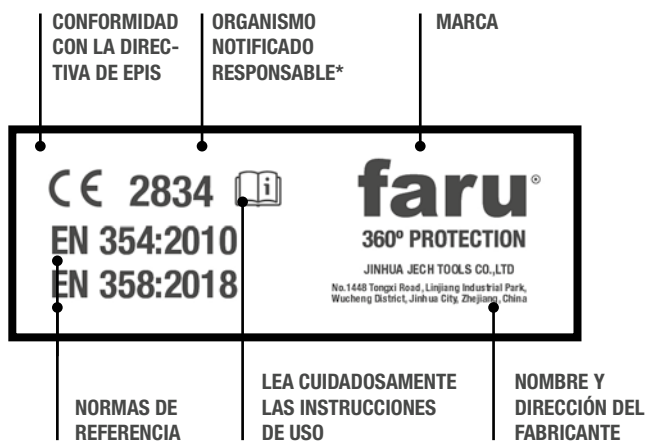 CONFORMIDAD
CON LA DIREC-
TIVA DE EPIS
ORGANISMO
NOTIFICADO
RESPONSABLE*
MARCA
CE 2834 i
EN 354:2010
EN 358:2018
faru®
360º PROTECTION
JINHUA JECH TOOLS CO.,LTD
No.1448 Tongxi Road, Linjiang Industrial Park,
Wucheng District, Jinhua City, Zhejiang, China
NORMAS DE
REFERENCIA
LEA CUIDADOSAMENTE
LAS INSTRUCCIONES
DE USO
NOMBRE Y
DIRECCIÓN DEL
FABRICANTE